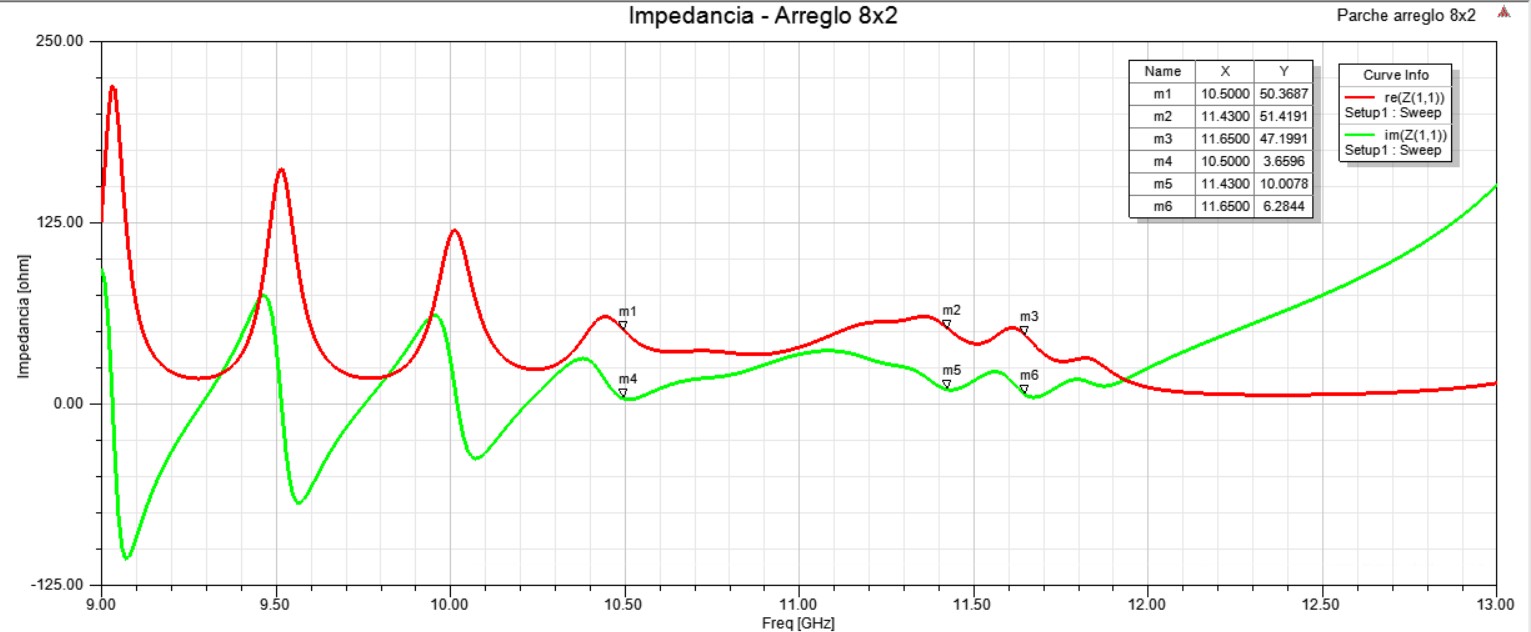 Impedancia - Arreglo 8x2
Parche arreglo 8x2
250.00
125.00
0.00
-125.00
Impedancia [ohm]
Name X Y
m1 10.5000 50.3687
m2 11.4300 51.4191
m3 11.6500 47.1991
m4 10.5000 3.6596
m5 11.4300 10.0078
m6 11.6500 6.2844
Curve Info
re(Z(1,1))
Setup1 : Sweep
im(Z(1,1))
Setup1 : Sweep
m1
m2
m3
m4
m5
m6
9.00 9.50 10.00 10.50 11.00 11.50 12.00 12.50 13.00
Freq [GHz]